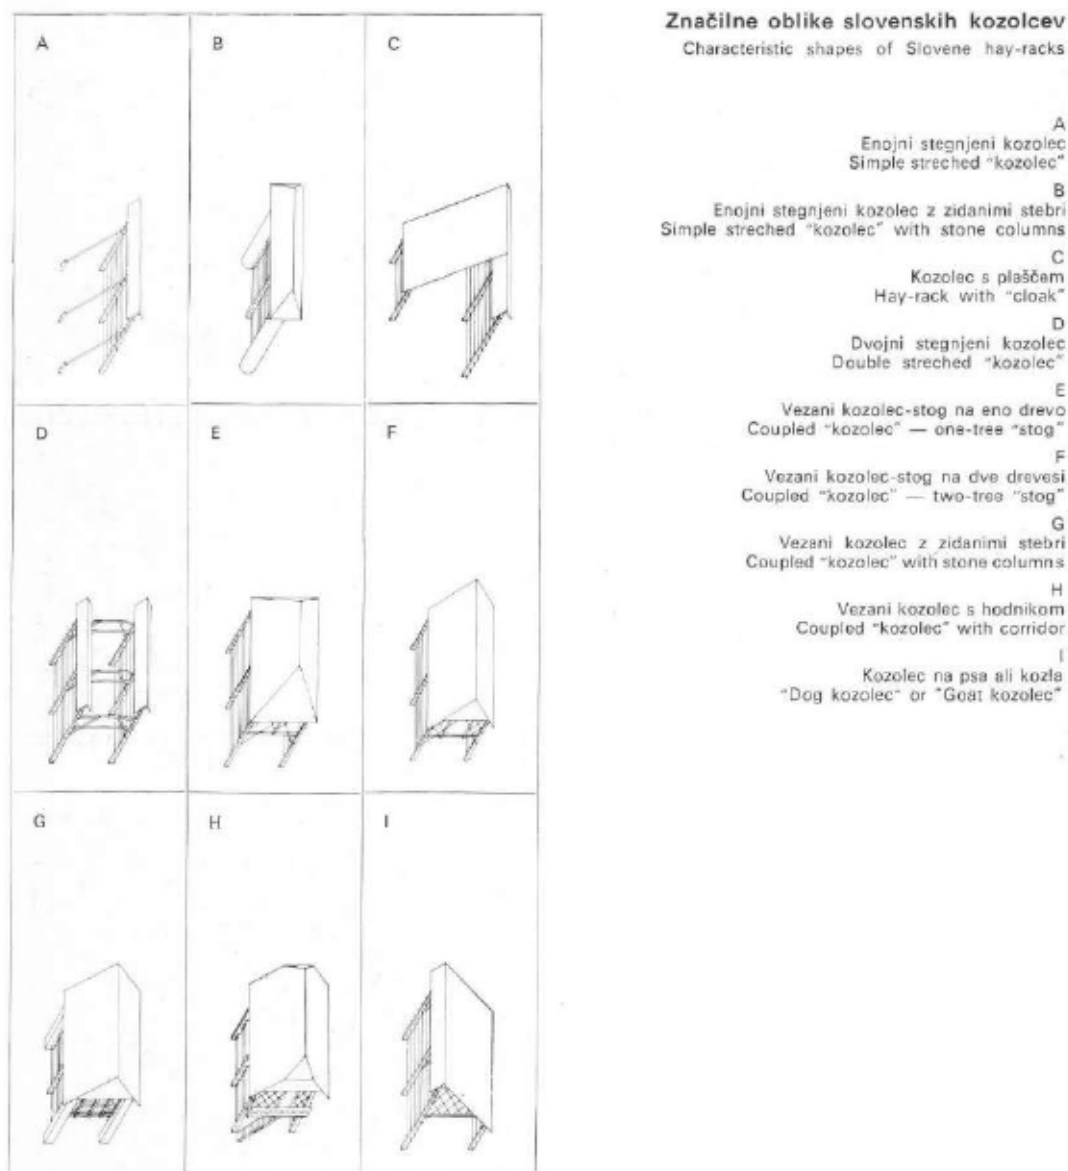 A
B
C
D
E
F
G
H
I
Značilne oblike slovenskih kozolcev
Characteristic shapes of Slovene hay-racks
A
Enojni stegnjeni kozolec
Simple streched "kozolec"
B
Enojni stegnjeni kozolec z zidanimi stebri
Simple streched "kozolec" with stone columns
C
Kozolec s plaščem
Hay-rack with "cloak"
D
Dvojni stegnjeni kozolec
Double streched "kozolec"
E
Vezani kozolec-stog na eno drevo
Coupled "kozolec" — one-tree "stog"
F
Vezani kozolec-stog na dve drevesi
Coupled "kozolec" — two-tree "stog"
G
Vezani kozolec z zidanimi stebri
Coupled "kozolec" with stone columns
H
Vezani kozolec s hodnikom
Coupled "kozolec" with corridor
I
Kozolec na psa ali kozla
"Dog kozolec" or "Goat kozolec"